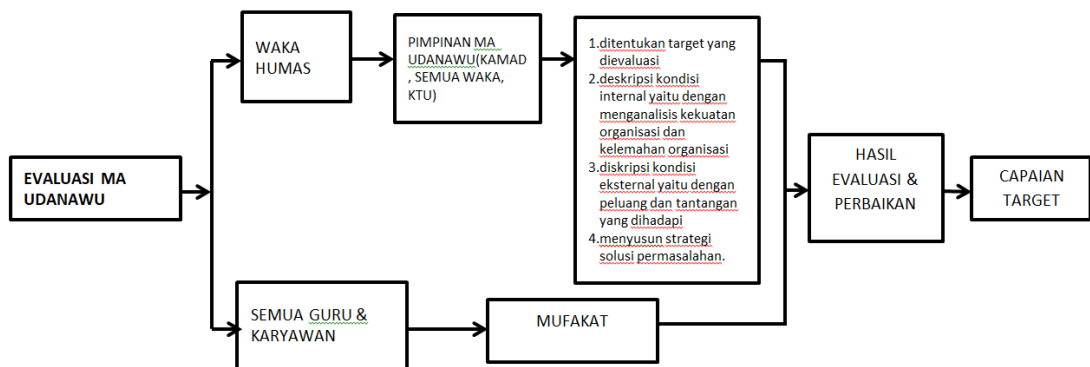 EVALUASI MA
UDANAWU
WAKA
HUMAS
PIMPINAN MA
UDANAWU(KAMAD
, SEMUA WAKA,
KTU)
1.ditentukan target yang
dievaluasi
2.deskripsi kondisi
internal yaitu dengan
menganalisis kekuatan
organisasi dan
kelemahan organisasi
3.diskripsi kondisi
eksternal yaitu dengan
peluang dan tantangan
yang dihadapi
4.menyusun strategi
solusi permasalahan.
SEMUA GURU &
KARYAWAN
MUFAKAT
HASIL
EVALUASI &
PERBAIKAN
CAPAIAN
TARGET